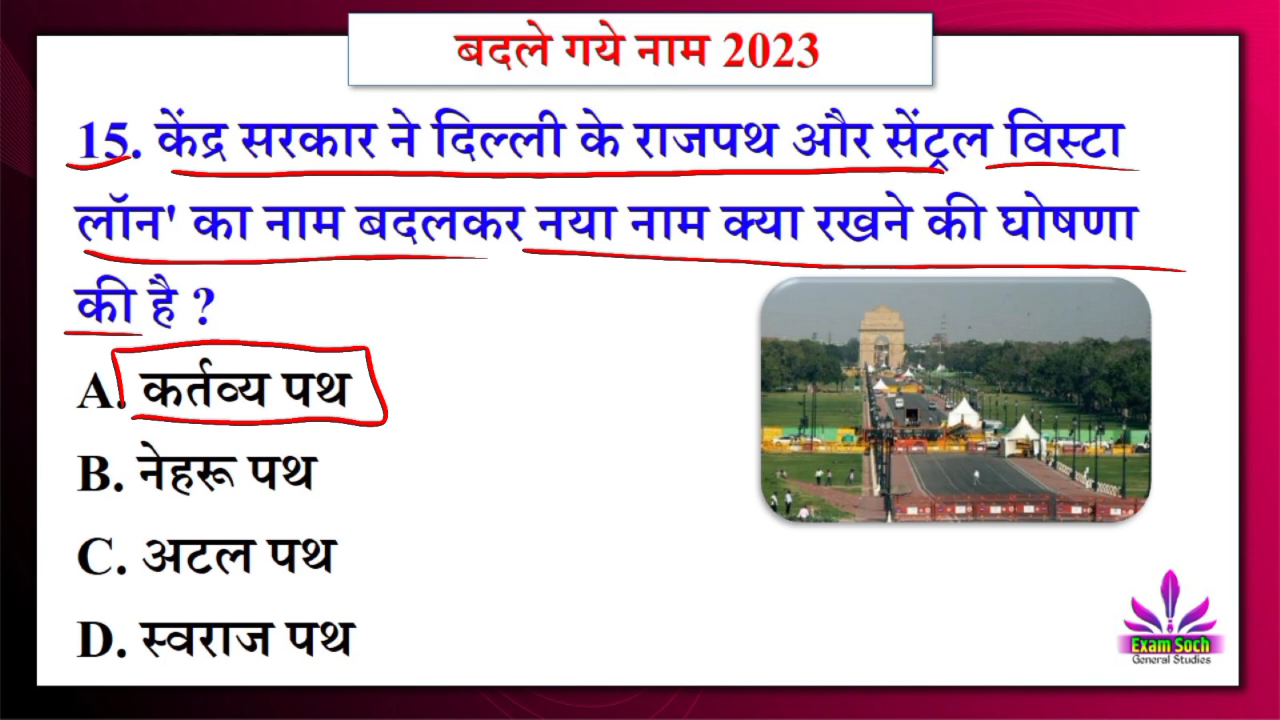 बदले गये नाम 2023
15. केंद्र सरकार ने दिल्ली के राजपथ और सेंट्रल विस्टा
लॉन' का नाम बदलकर नया नाम क्या रखने की घोषणा
की है ?
A. कर्तव्य पथ
B. नेहरू पथ
C. अटल पथ
D. स्वराज पथ
Exam Soch
General Studies